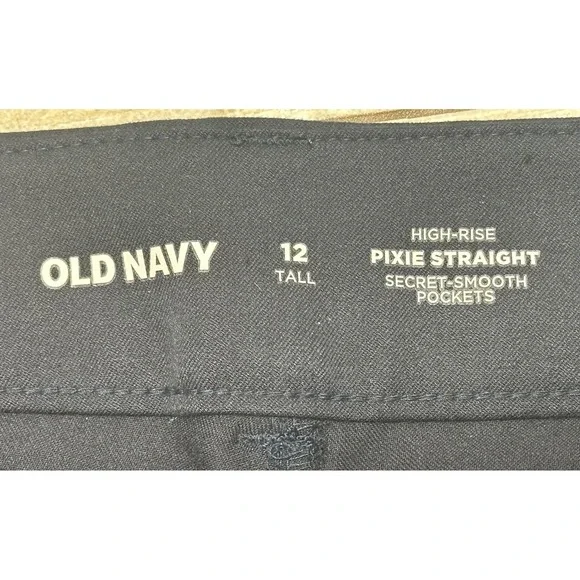 OLD NAVY
12
TALL
HIGH-RISE
PIXIE STRAIGHT
SECRET-SMOOTH
POCKETS